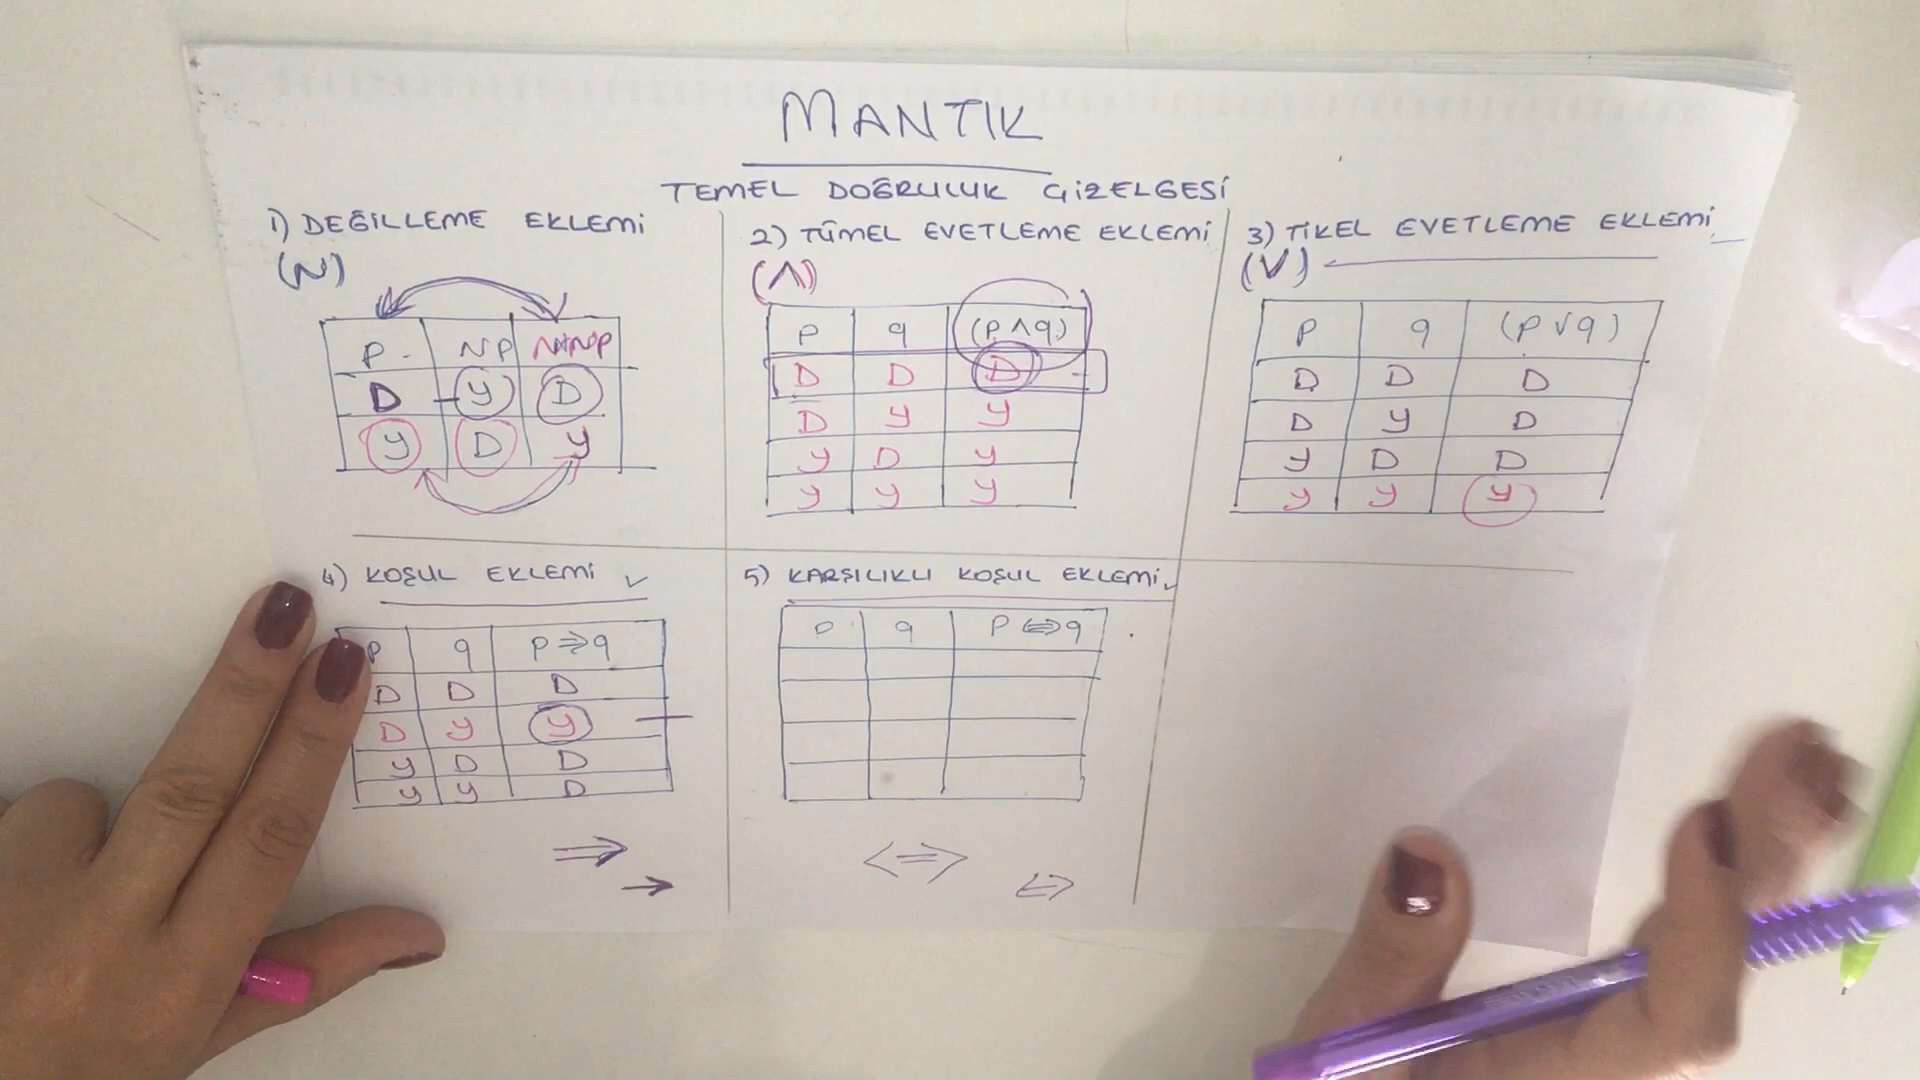 MANTIK
TEMEL DOĞRULUK ÇİZELGESİ
1) DEĞİLLEME EKLEMİ
(~)
P ~P ~~P
D Y D
Y D Y
2) TÜMEL EVETLEME EKLEMİ
(Λ)
P q (P Λ q)
D D D
D Y Y
Y D Y
Y Y Y
3) TİKEL EVETLEME EKLEMİ
(V)
P q (P V q)
D D D
D Y D
Y D D
Y Y Y
4) KOŞUL EKLEMİ
P q P ⇒ q
D D D
D Y Y
Y D D
Y Y D
⇒
→
5) KARŞILIKLI KOŞUL EKLEMİ
P q P ⇔ q
⇔
⇔